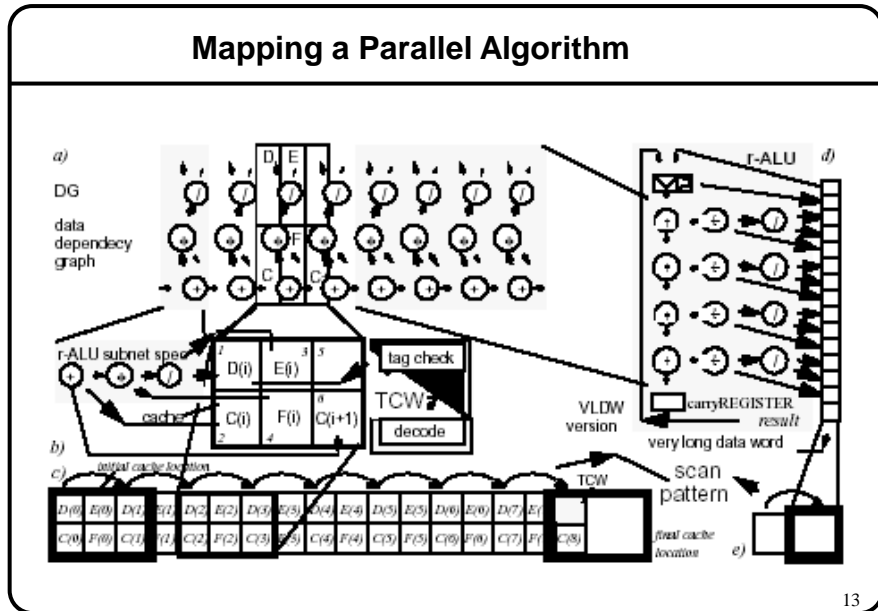 Mapping a Parallel Algorithm
a)
DG
data
dependecy
graph
D E
F
C C
r-ALU
d)
carryREGISTER
result
VLDW
version
very long data word
r-ALU subnet spec
cache
b)
1 3 5
D(i) E(i)
C(i) F(i) C(i+1)
2 4 6
tag check
TCW
decode
c)
initial cache location
D(0) E(0) D(1) E(1) D(2) E(2) D(3) E(3) D(4) E(4) D(5) E(5) D(6) E(6) D(7)
C(0) F(0) C(1) F(1) C(2) F(2) C(3) F(3) C(4) F(4) C(5) F(5) C(6) F(6) C(7) C(8)
TCW
scan
pattern
final cache
location
e)
13